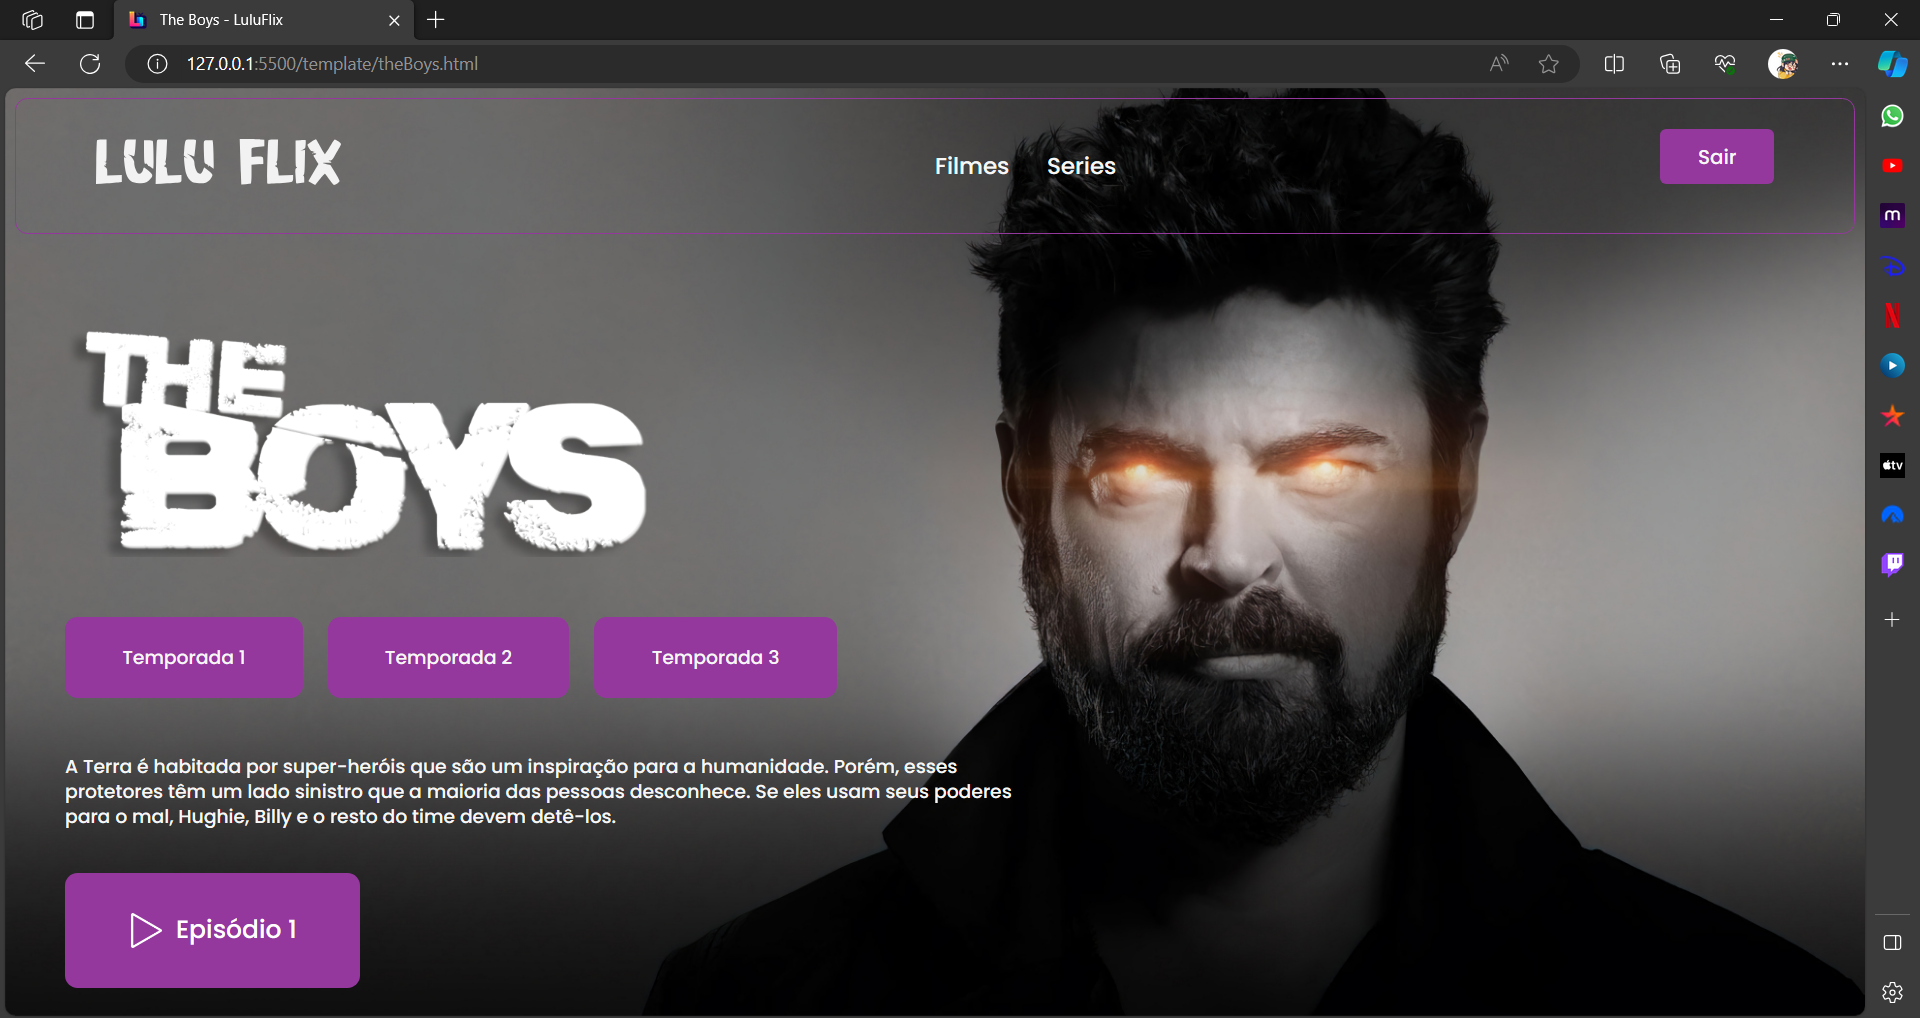 The Boys - LuluFlix
127.0.0.1:5500/template/theBoys.html
LULU FLIX
Filmes
Series
Sair
THE
BOYS
Temporada 1
Temporada 2
Temporada 3
A Terra é habitada por super-heróis que são um inspiração para a humanidade. Porém, esses
protetores têm um lado sinistro que a maioria das pessoas desconhece. Se eles usam seus poderes
para o mal, Hughie, Billy e o resto do time devem detê-los.
Episódio 1
m
N
tv